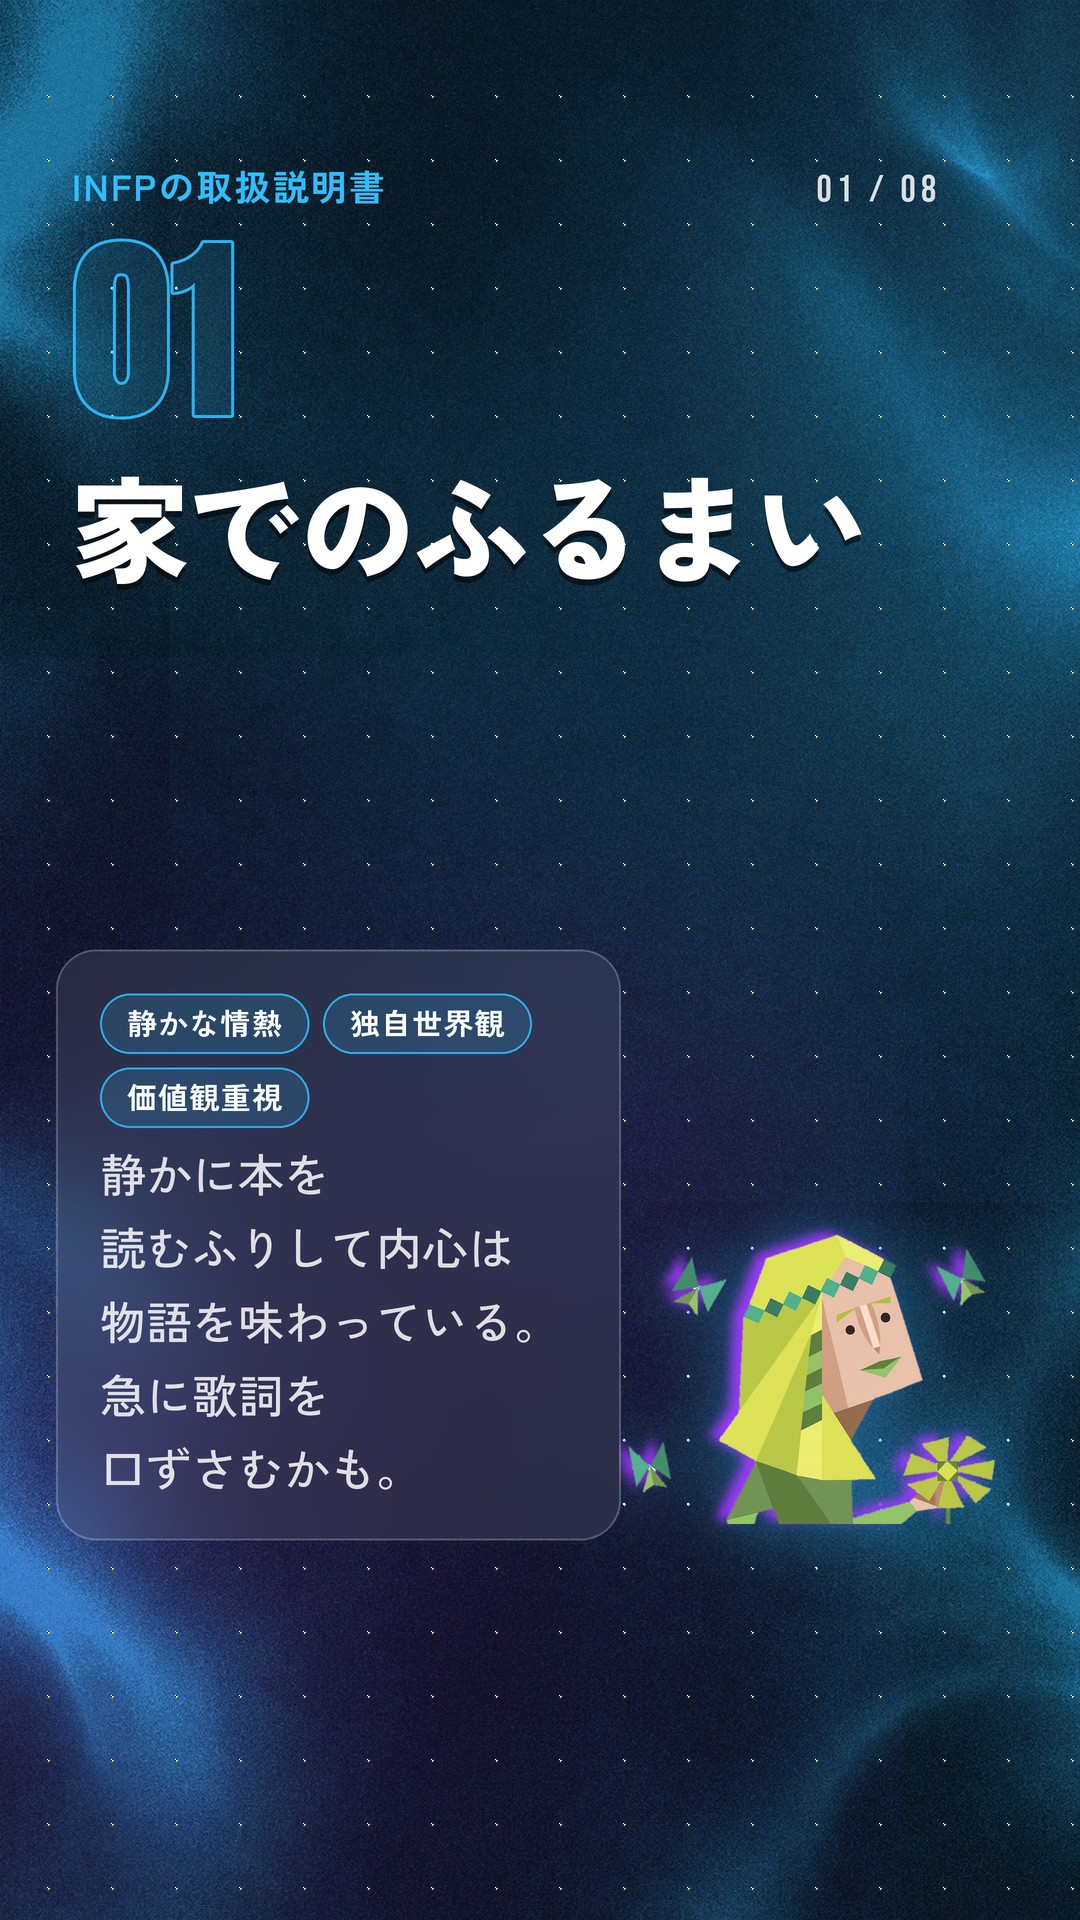 INFPの取扱説明書
01 / 08
01
家でのふるまい
静かな情熱
独自世界観
価値観重視
静かに本を
読むふりして内心は
物語を味わっている。
急に歌詞を
口ずさむかも。